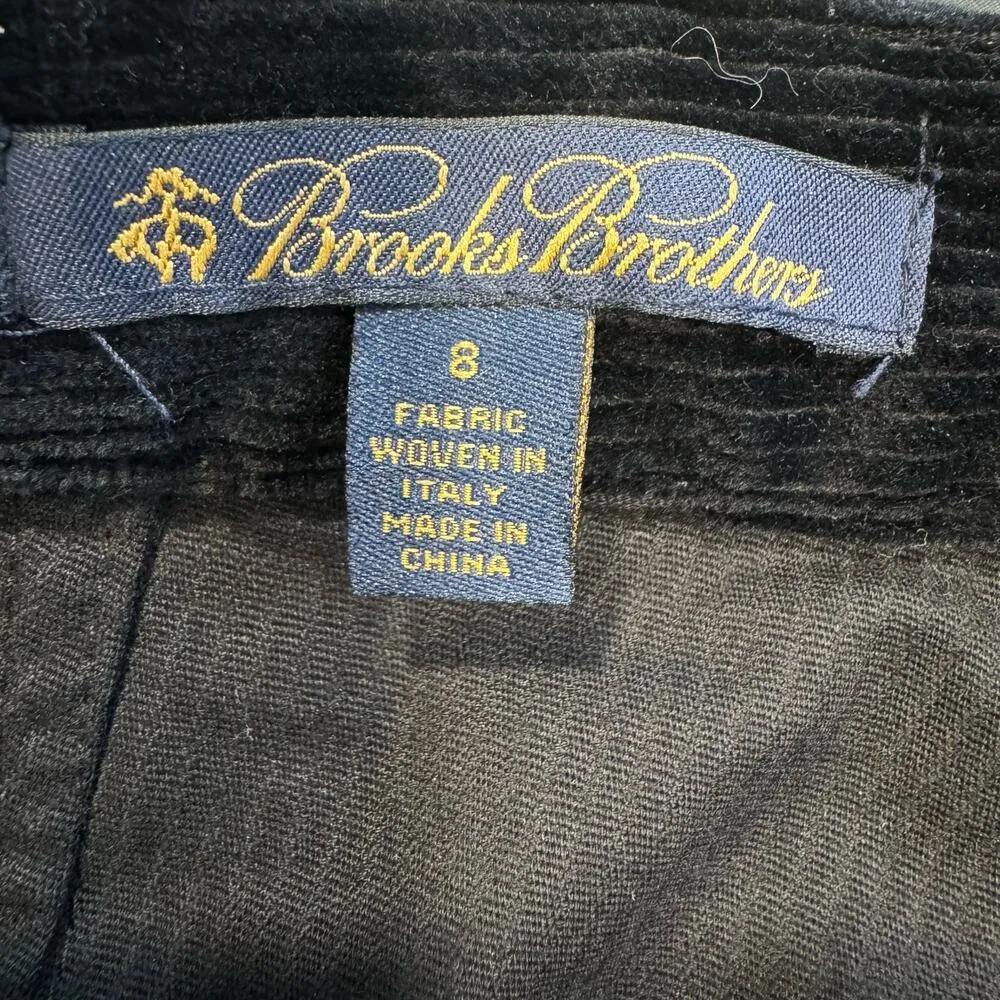 Brooks Brothers
8
FABRIC
WOVEN IN
ITALY
MADE IN
CHINA